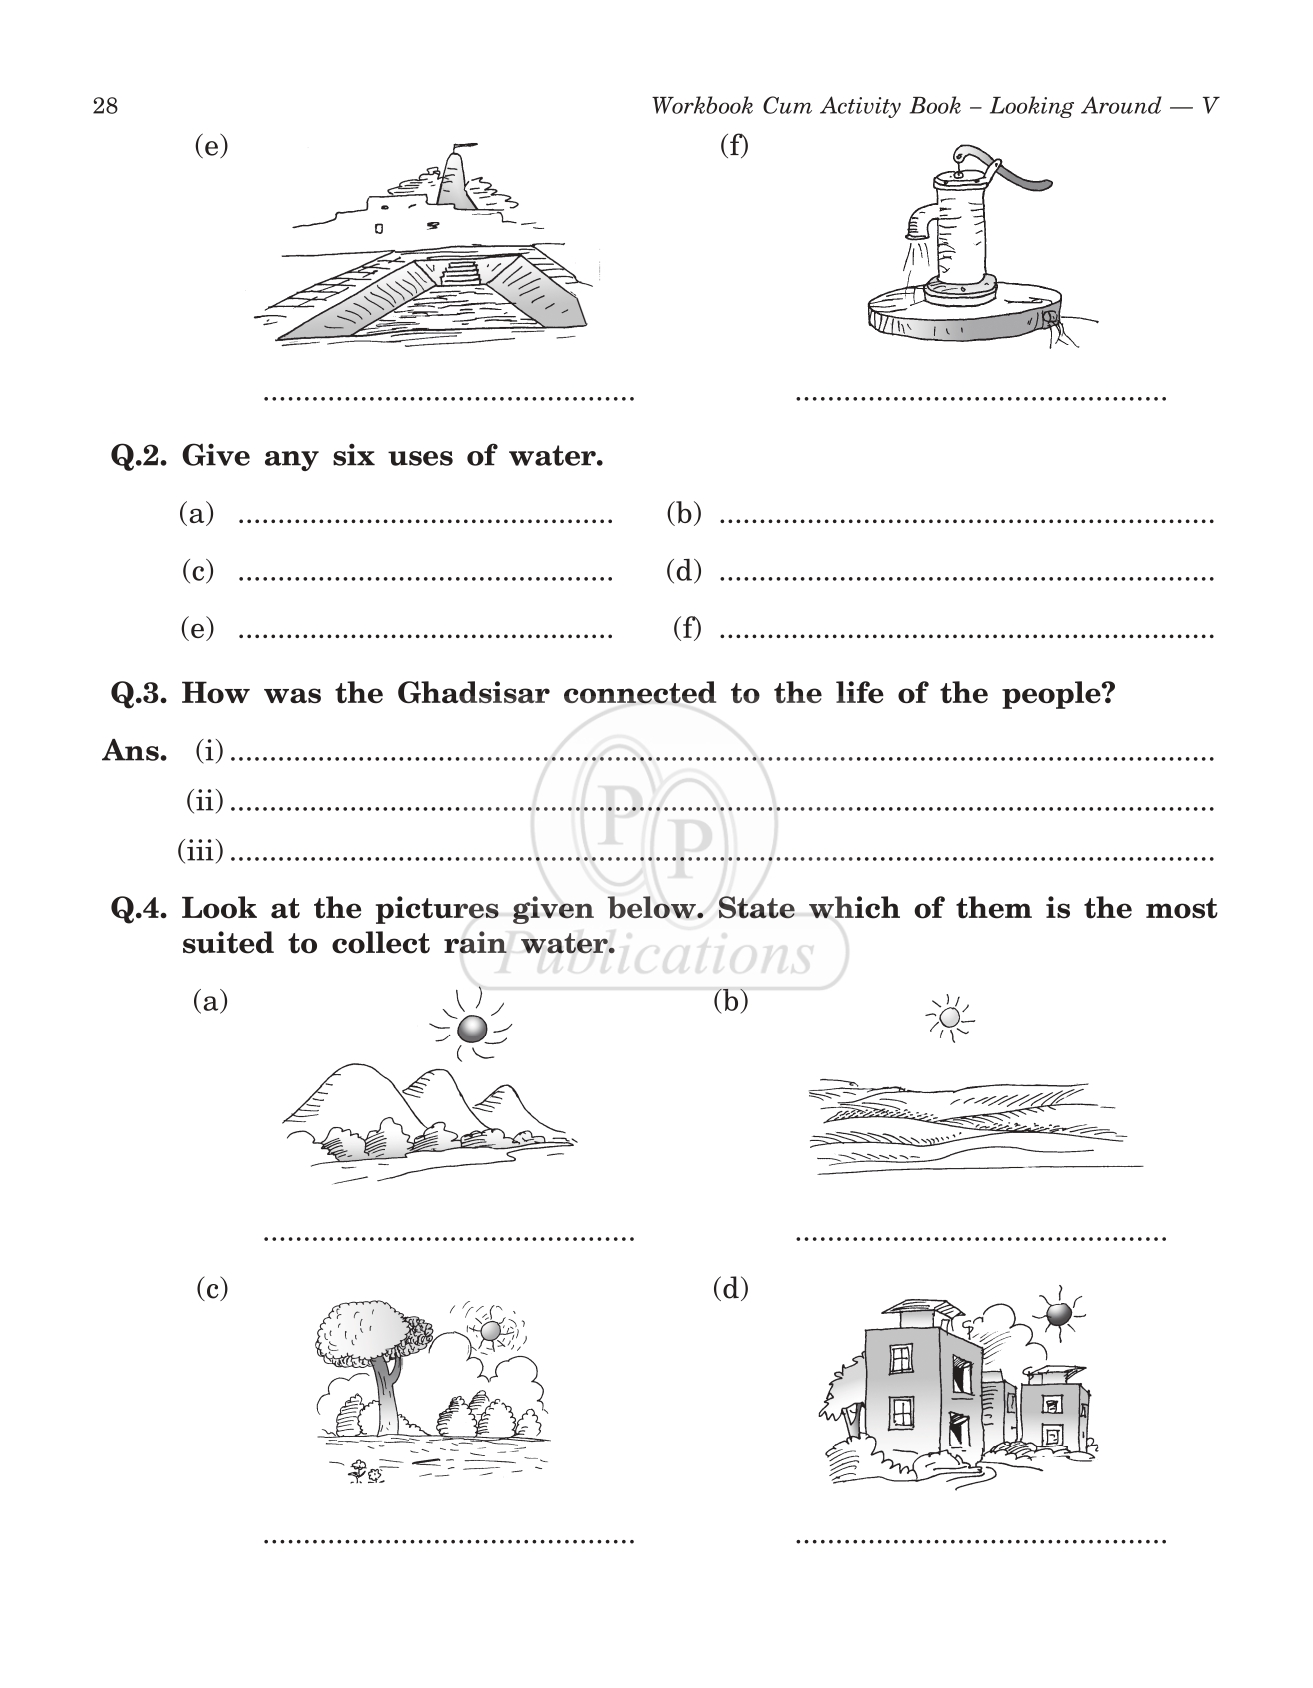 28 Workbook Cum Activity Book – Looking Around — V
(e) (f)
............................................... ...............................................
Q.2. Give any six uses of water.
(a) ............................................... (b) ..............................................................
(c) ............................................... (d) ..............................................................
(e) ............................................... (f) ..............................................................
Q.3. How was the Ghadsisar connected to the life of the people?
Ans. (i) ...........................................................................................................................
(ii) ...........................................................................................................................
(iii) ...........................................................................................................................
PP
Publications
Q.4. Look at the pictures given below. State which of them is the most
suited to collect rain water.
(a) (b)
............................................... ...............................................
(c) (d)
............................................... ...............................................